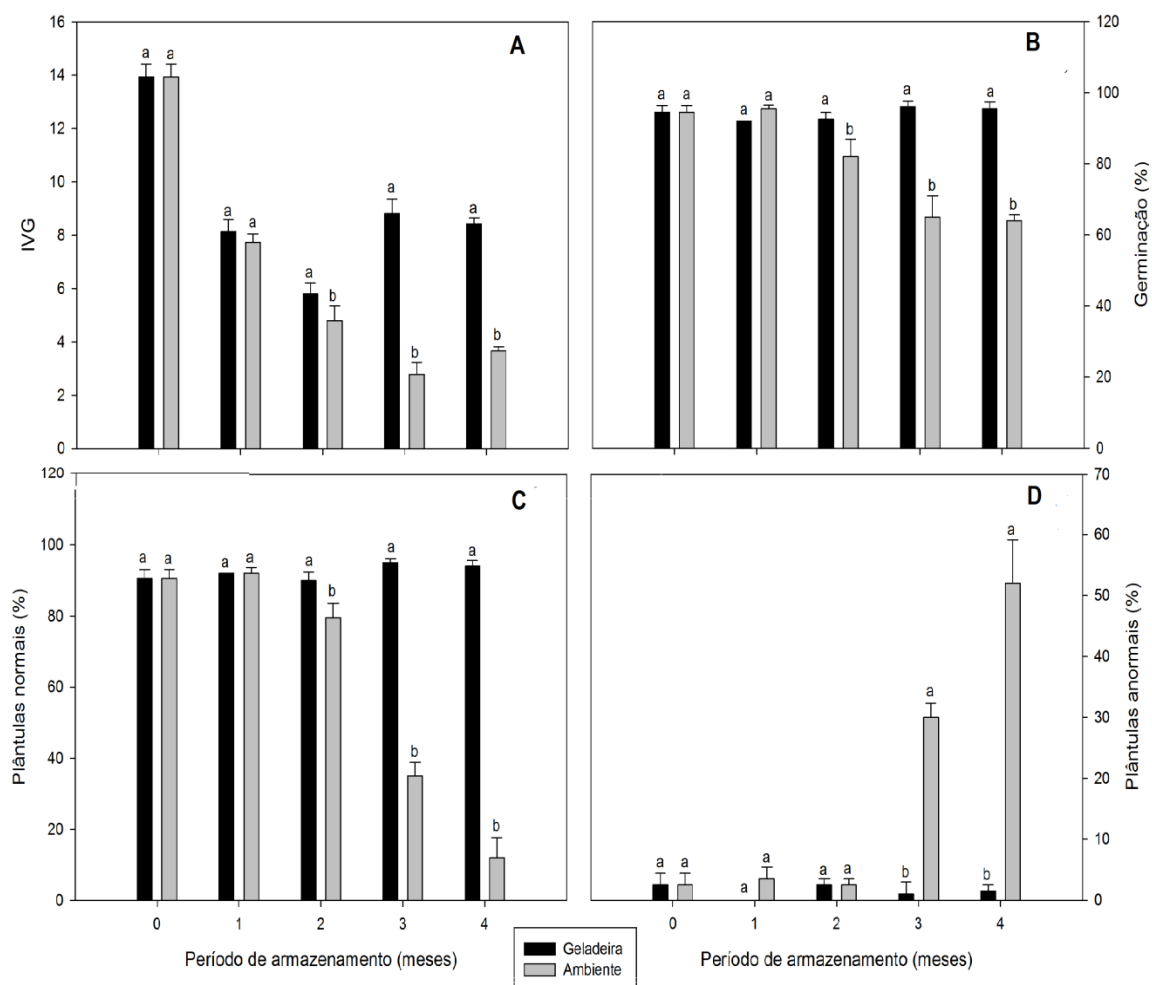 A
IVG
16
14
12
10
8
6
4
2
0
a a
a a
a b
a b
a b
B
Germinação (%)
120
100
80
60
40
20
0
a a
a a
a b
a b
a b
C
Plântulas normais (%)
120
100
80
60
40
20
0
a a
a a
a b
a b
a b
0 1 2 3 4
Período de armazenamento (meses)
D
Plântulas anormais (%)
70
60
50
40
30
20
10
0
a a
a a
a a
b a
b a
0 1 2 3 4
Período de armazenamento (meses)
Geladeira
Ambiente